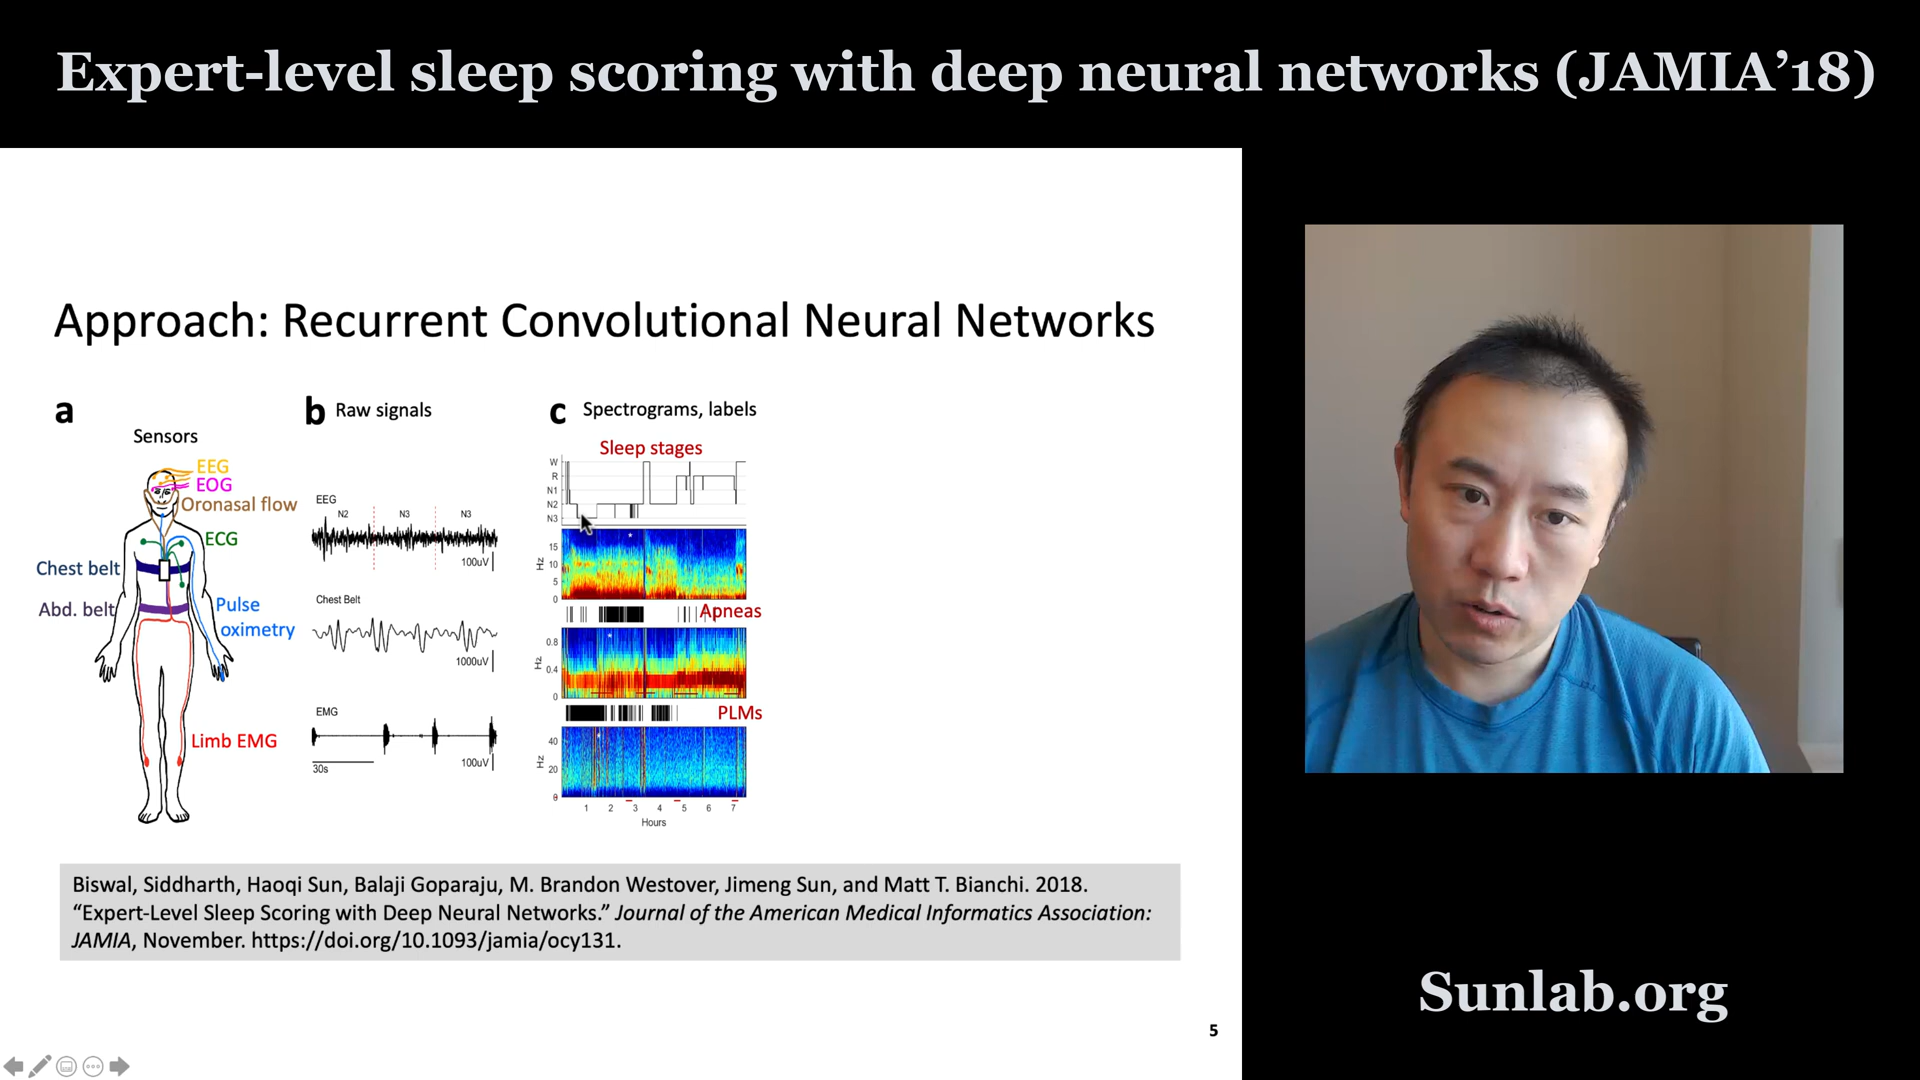 Expert-level sleep scoring with deep neural networks (JAMIA’18)
Approach: Recurrent Convolutional Neural Networks
a
Sensors
EEG
EOG
Oronasal flow
ECG
Chest belt
Abd. belt
Pulse
oximetry
Limb EMG
b Raw signals
EEG
N2 N3 N3
100uV
Chest Belt
1000uV
EMG
100uV
30s
c Spectrograms, labels
Sleep stages
W
R
N1
N2
N3
15
10
5
0
Hz
Apneas
0.8
0.4
0
Hz
PLMs
40
20
0
Hz
1 2 3 4 5 6 7
Hours
Biswal, Siddharth, Haoqi Sun, Balaji Goparaju, M. Brandon Westover, Jimeng Sun, and Matt T. Bianchi. 2018.
“Expert-Level Sleep Scoring with Deep Neural Networks.” Journal of the American Medical Informatics Association:
JAMIA, November. https://doi.org/10.1093/jamia/ocy131.
5
Sunlab.org